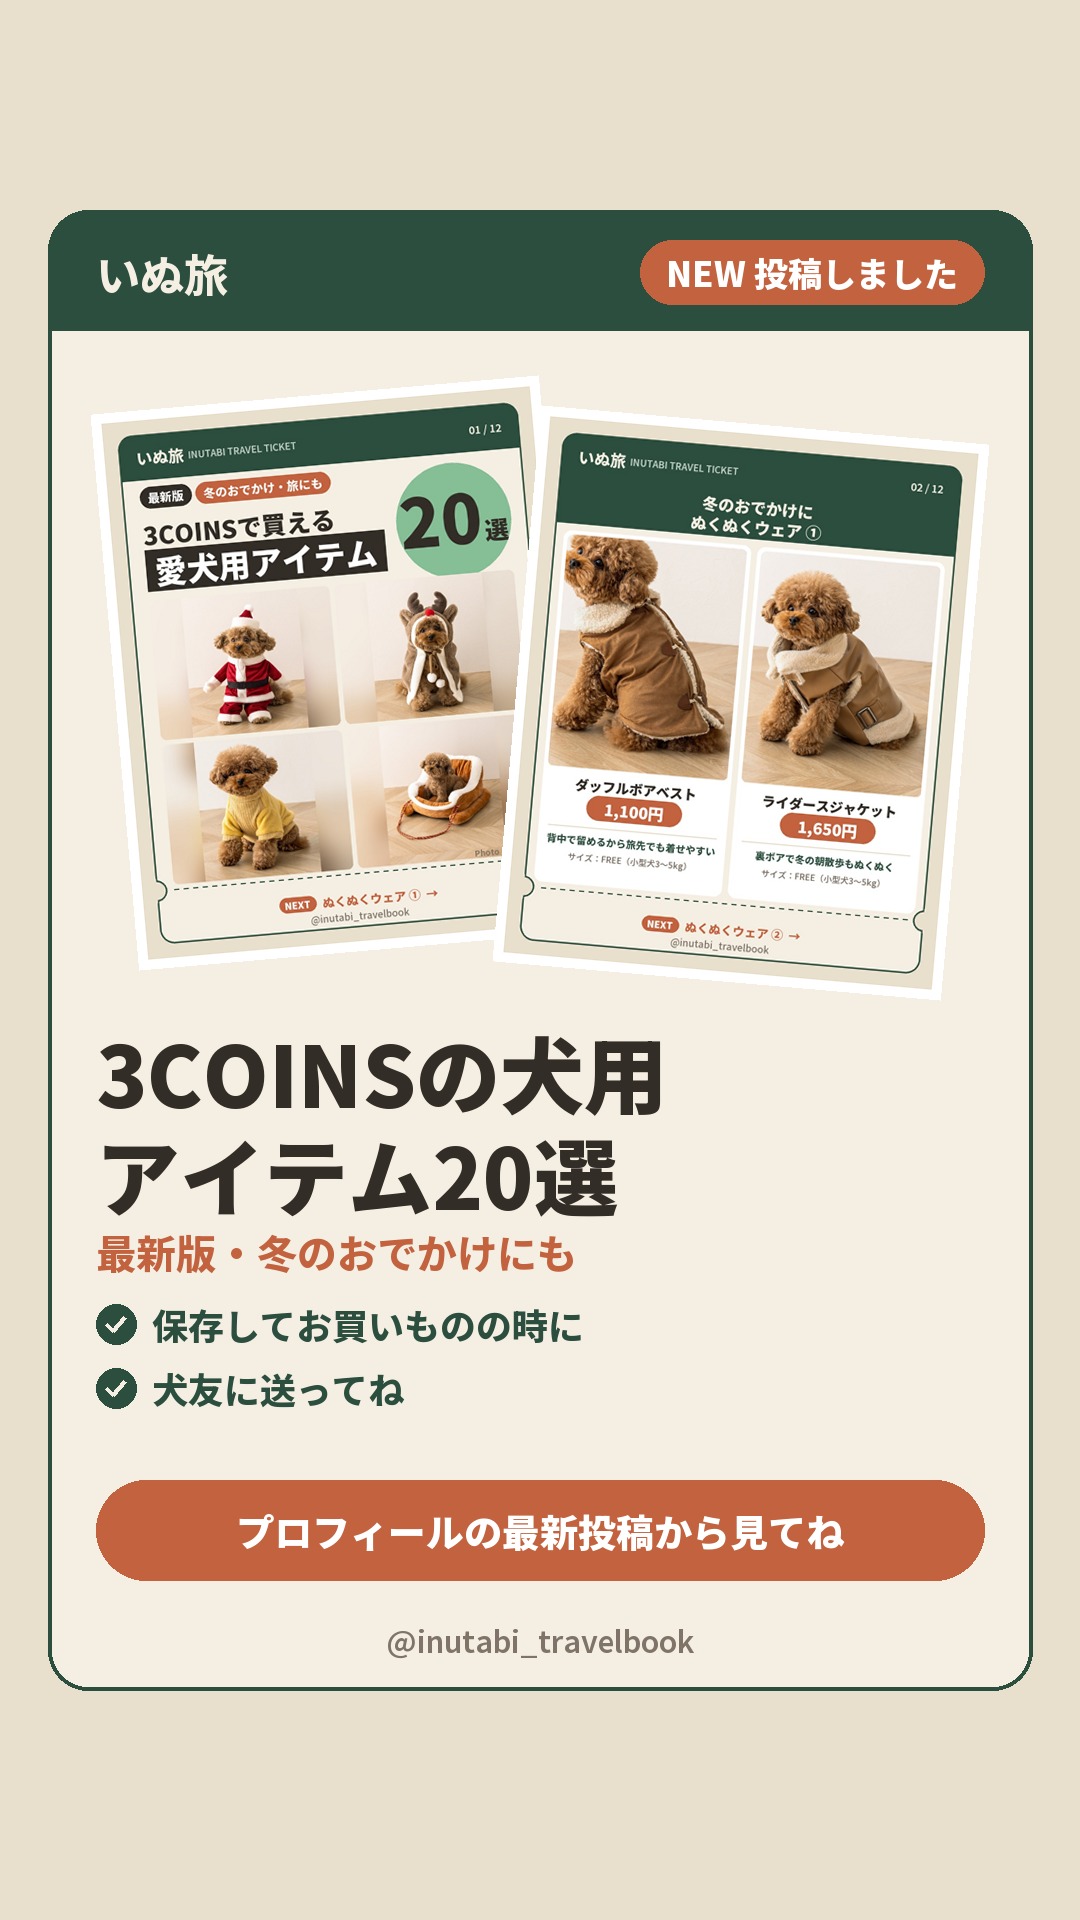 いぬ旅
NEW 投稿しました
いぬ旅 INUTABI TRAVEL TICKET
01 / 12
最新版
冬のおでかけ・旅にも
3COINSで買える
愛犬用アイテム
20選
Photo
NEXT ぬくぬくウェア ① →
@inutabi_travelbook
いぬ旅 INUTABI TRAVEL TICKET
02 / 12
冬のおでかけに
ぬくぬくウェア ①
ダッフルボアベスト
1,100円
背中で留めるから旅先でも着せやすい
サイズ：FREE（小型犬3〜5kg）
ライダースジャケット
1,650円
裏ボアで冬の朝散歩もぬくぬく
サイズ：FREE（小型犬3〜5kg）
NEXT ぬくぬくウェア ② →
@inutabi_travelbook
3COINSの犬用
アイテム20選
最新版・冬のおでかけにも
保存してお買いものの時に
犬友に送ってね
プロフィールの最新投稿から見てね
@inutabi_travelbook